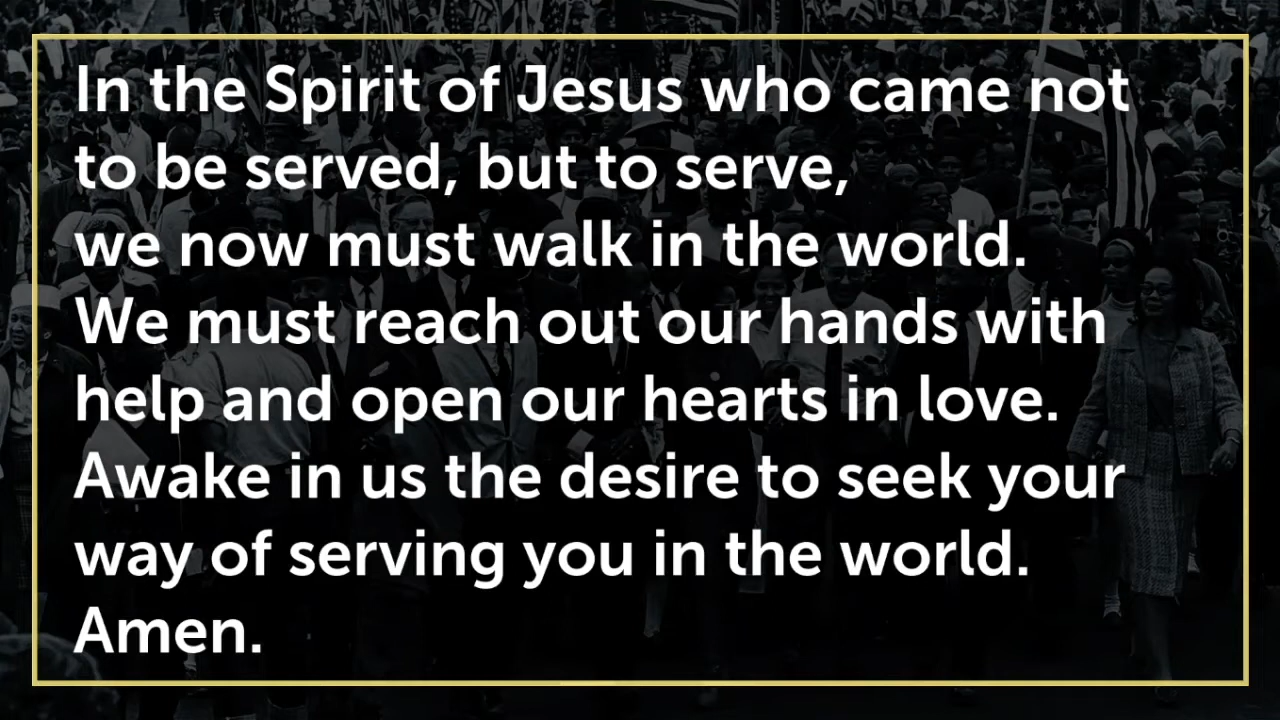 In the Spirit of Jesus who came not
to be served, but to serve,
we now must walk in the world.
We must reach out our hands with
help and open our hearts in love.
Awake in us the desire to seek your
way of serving you in the world.
Amen.